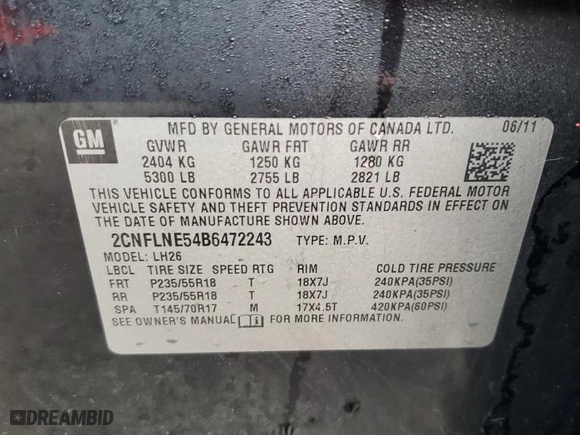 GM
MFD BY GENERAL MOTORS OF CANADA LTD. 06/11
GVWR GAWR FRT GAWR RR
2404 KG 1250 KG 1280 KG
5300 LB 2755 LB 2821 LB
THIS VEHICLE CONFORMS TO ALL APPLICABLE U.S. FEDERAL MOTOR
VEHICLE SAFETY AND THEFT PREVENTION STANDARDS IN EFFECT
ON THE DATE OF MANUFACTURE SHOWN ABOVE.
2CNFLNE54B6472243 TYPE: M.P.V.
MODEL: LH26
LBCL TIRE SIZE SPEED RTG RIM COLD TIRE PRESSURE
FRT P235/55R18 T 18X7J 240KPA(35PSI)
RR P235/55R18 T 18X7J 240KPA(35PSI)
SPA T145/70R17 M 17X4.5T 420KPA(60PSI)
SEE OWNER'S MANUAL FOR MORE INFORMATION
DREAMBID